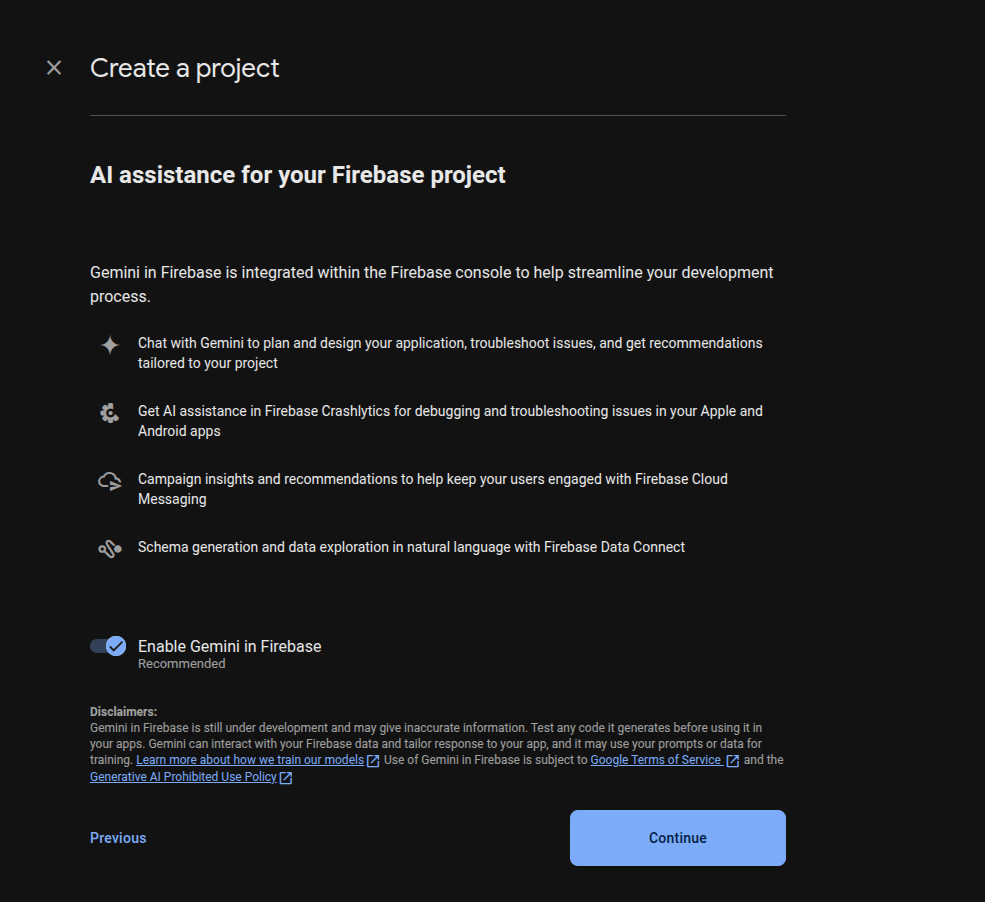 Create a project
AI assistance for your Firebase project
Gemini in Firebase is integrated within the Firebase console to help streamline your development
process.
Chat with Gemini to plan and design your application, troubleshoot issues, and get recommendations
tailored to your project
Get AI assistance in Firebase Crashlytics for debugging and troubleshooting issues in your Apple and
Android apps
Campaign insights and recommendations to help keep your users engaged with Firebase Cloud
Messaging
Schema generation and data exploration in natural language with Firebase Data Connect
Enable Gemini in Firebase
Recommended
Disclaimers:
Gemini in Firebase is still under development and may give inaccurate information. Test any code it generates before using it in
your apps. Gemini can interact with your Firebase data and tailor response to your app, and it may use your prompts or data for
training. Learn more about how we train our models Use of Gemini in Firebase is subject to Google Terms of Service and the
Generative AI Prohibited Use Policy
Previous
Continue